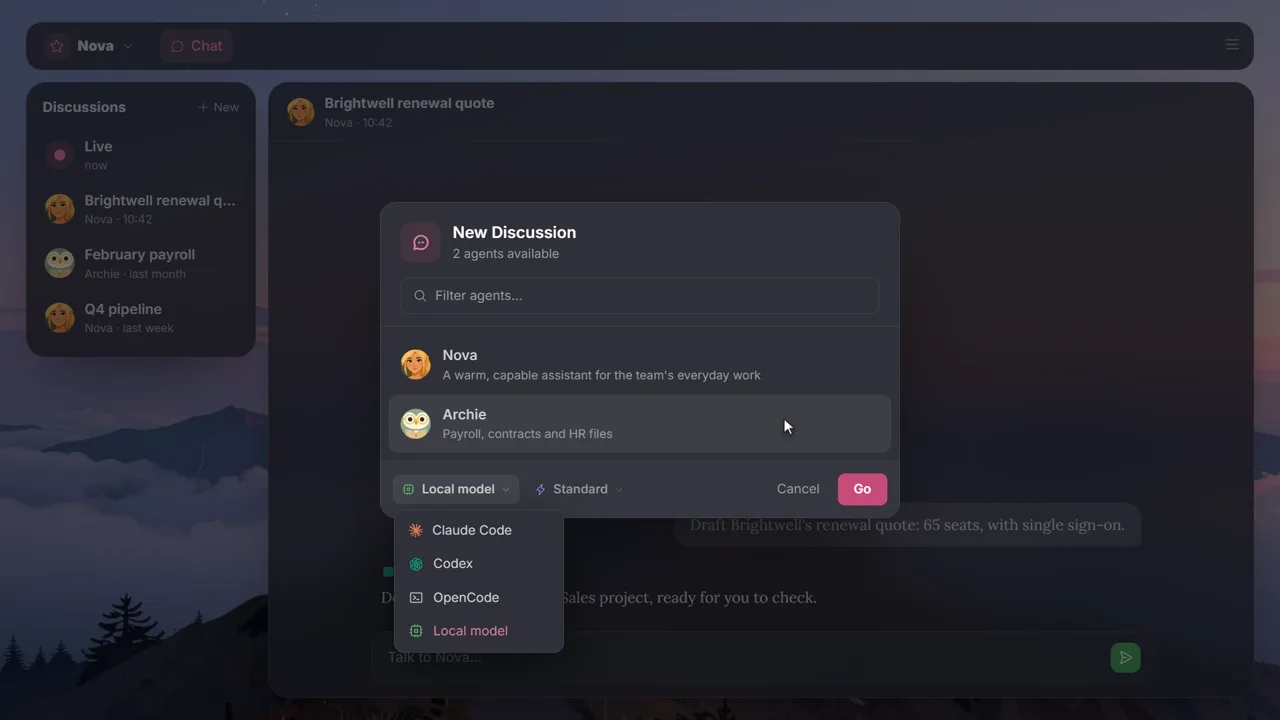 Nova
Chat
Discussions
+ New
Live
now
Brightwell renewal q...
Nova · 10:42
February payroll
Archie · last month
Q4 pipeline
Nova · last week
Brightwell renewal quote
Nova · 10:42
New Discussion
2 agents available
Filter agents...
Nova
A warm, capable assistant for the team's everyday work
Archie
Payroll, contracts and HR files
Local model
Standard
Cancel
Go
Claude Code
Codex
OpenCode
Local model
Draft Brightwell's renewal quote: 65 seats, with single sign-on.
Sales project, ready for you to check.
Talk to Nova...